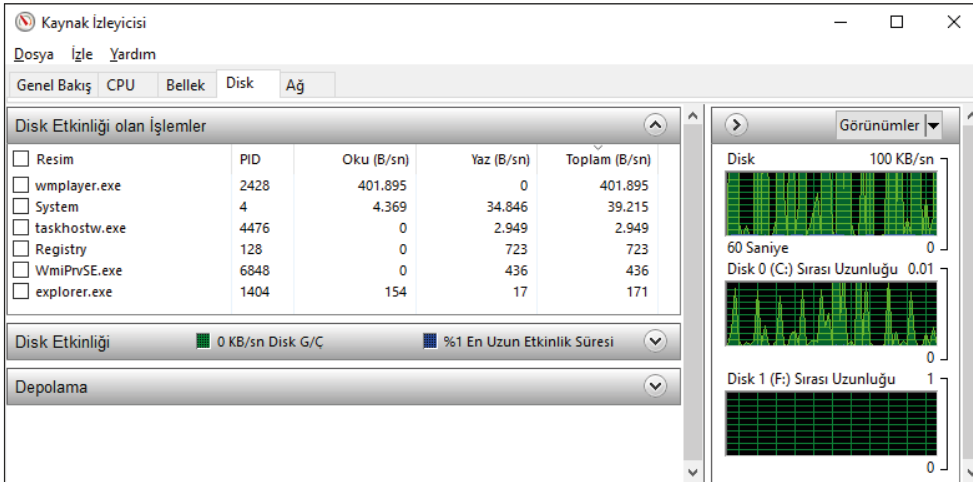 Kaynak İzleyicisi
Dosya İzle Yardım
Genel Bakış CPU Bellek Disk Ağ
Disk Etkinliği olan İşlemler
Resim PID Oku (B/sn) Yaz (B/sn) Toplam (B/sn)
wmplayer.exe 2428 401.895 0 401.895
System 4 4.369 34.846 39.215
taskhostw.exe 4476 0 2.949 2.949
Registry 128 0 723 723
WmiPrvSE.exe 6848 0 436 436
explorer.exe 1404 154 17 171
Disk Etkinliği 0 KB/sn Disk G/Ç %1 En Uzun Etkinlik Süresi
Depolama
Görünümler
Disk 100 KB/sn
60 Saniye 0
Disk 0 (C:) Sırası Uzunluğu 0.01
0
Disk 1 (F:) Sırası Uzunluğu 1
0